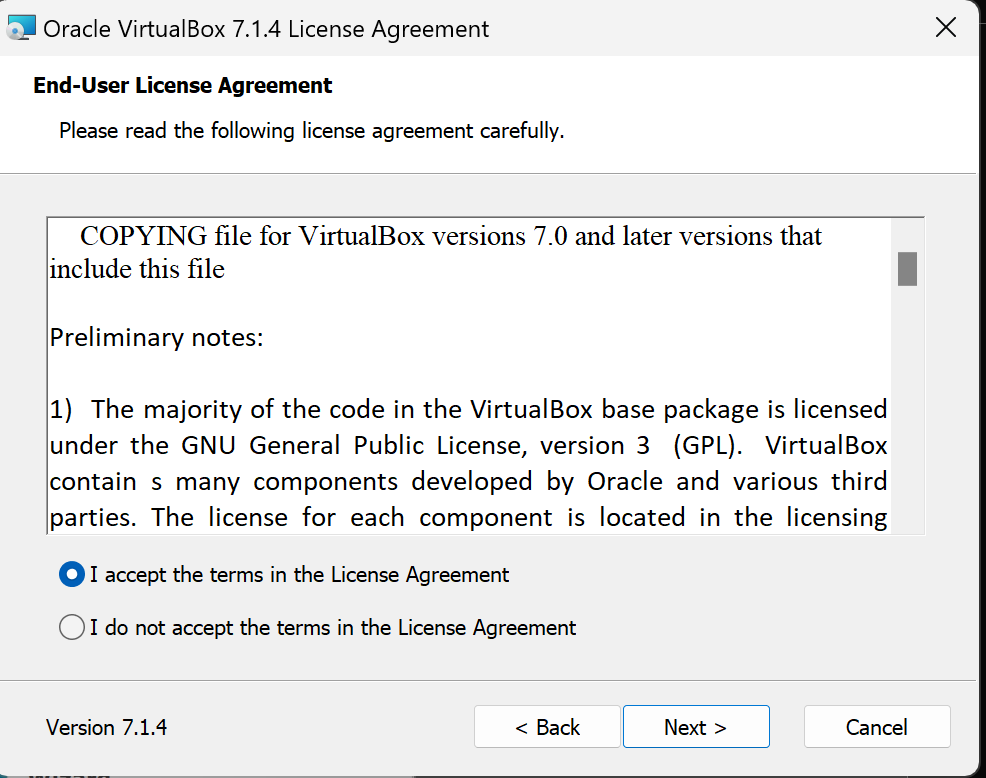 Oracle VirtualBox 7.1.4 License Agreement
End-User License Agreement
Please read the following license agreement carefully.
COPYING file for VirtualBox versions 7.0 and later versions that
include this file
Preliminary notes:
1)  The majority of the code in the VirtualBox base package is licensed
under the GNU General Public License, version 3  (GPL).  VirtualBox
contain s many components developed by Oracle and various third
parties. The license for each component is located in the licensing
I accept the terms in the License Agreement
I do not accept the terms in the License Agreement
Version 7.1.4
< Back
Next >
Cancel